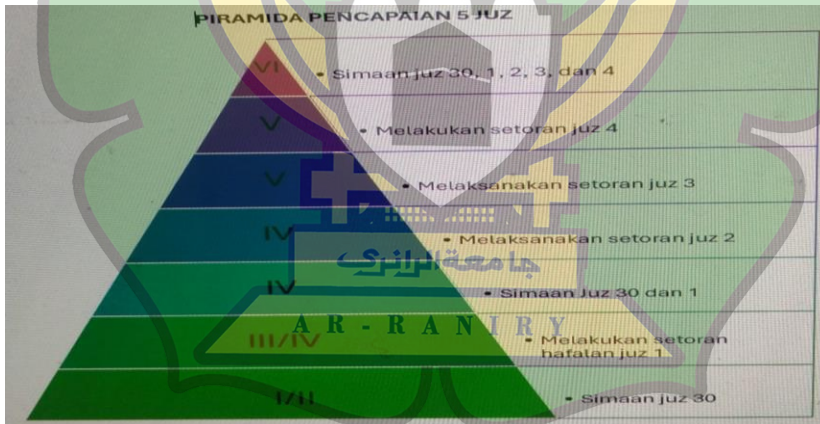 PIRAMIDA PENCAPAIAN 5 JUZ
VI
• Simaan juz 30, 1, 2, 3, dan 4
V
• Melakukan setoran juz 4
V
• Melaksanakan setoran juz 3
IV
• Melaksanakan setoran juz 2
جامعة الرانري
IV
• Simaan Juz 30 dan 1
AR-RANIRY
III/IV
• Melakukan setoran
hafalan juz 1
I/II
• Simaan juz 30